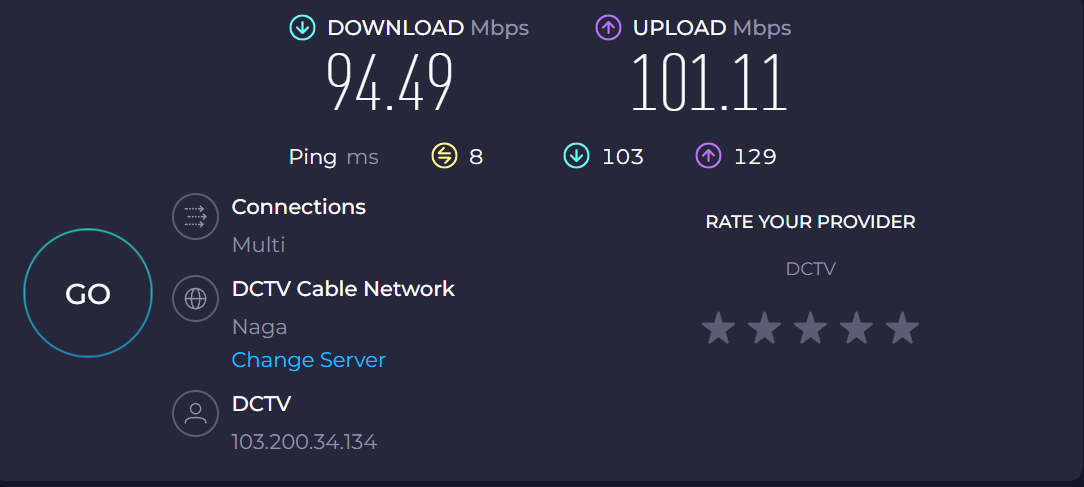 DOWNLOAD Mbps
UPLOAD Mbps
94.49
101.11
Ping ms 8 103 129
Connections
Multi
DCTV Cable Network
Naga
Change Server
DCTV
103.200.34.134
GO
RATE YOUR PROVIDER
DCTV